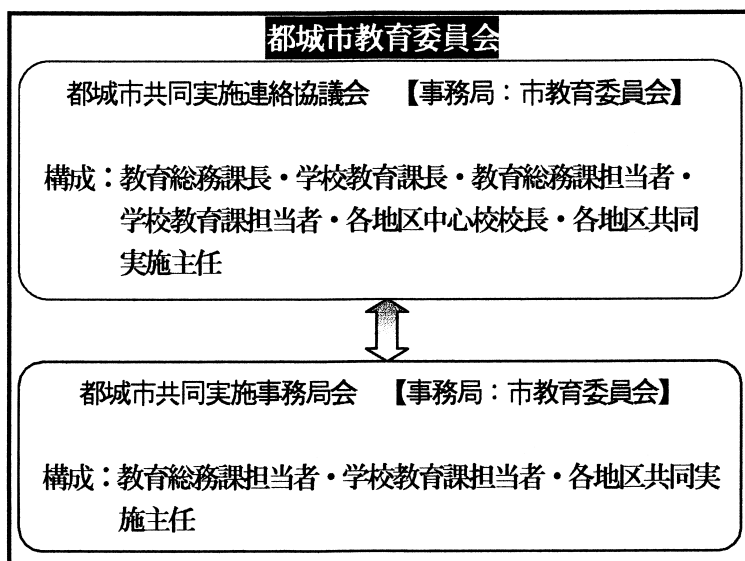 都城市教育委員会
都城市共同実施連絡協議会　【事務局：市教育委員会】
構成：教育総務課長・学校教育課長・教育総務課担当者・
学校教育課担当者・各地区中心校校長・各地区共同
実施主任
都城市共同実施事務局会　【事務局：市教育委員会】
構成：教育総務課担当者・学校教育課担当者・各地区共同実
施主任